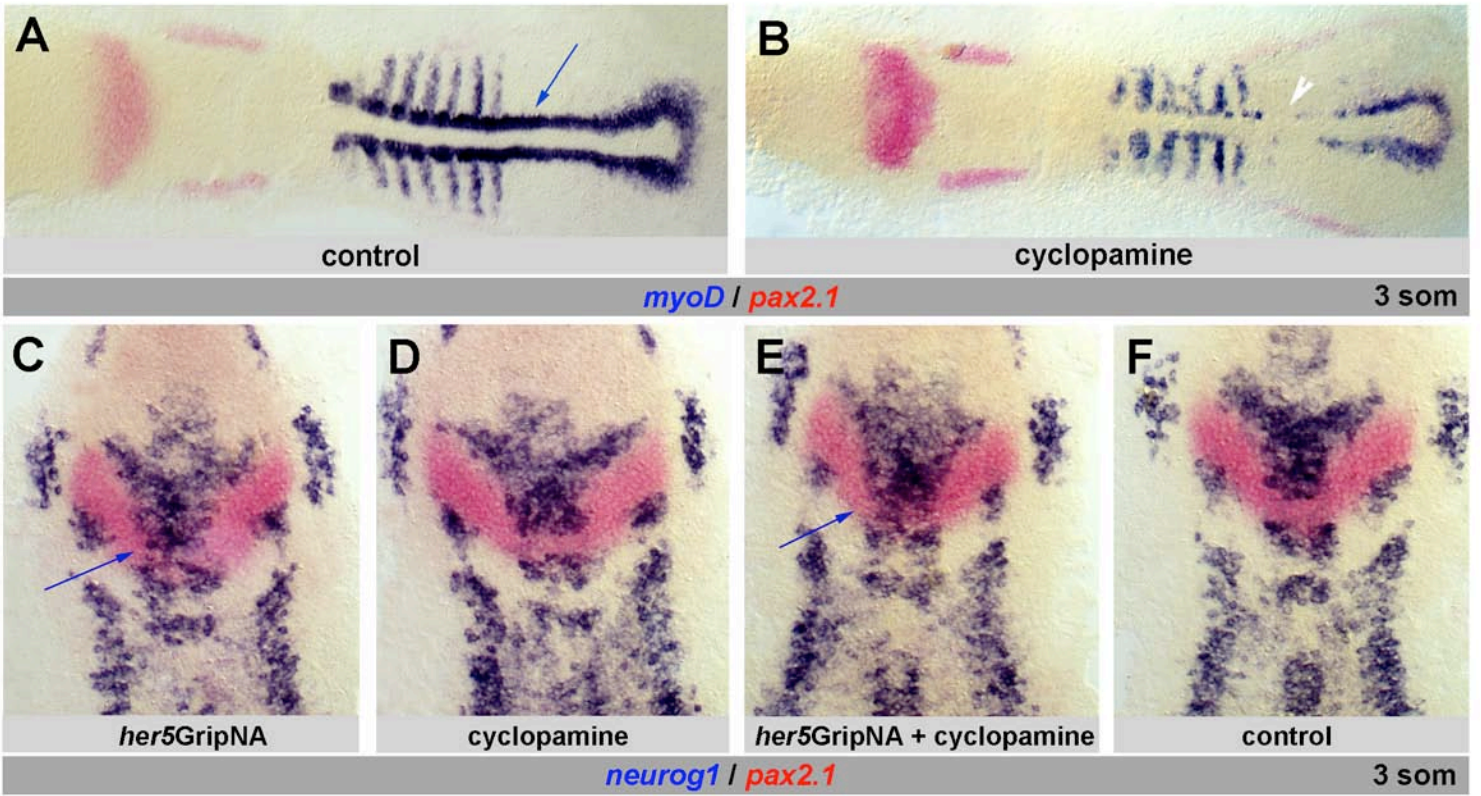 A
B
control
cyclopamine
myoD / pax2.1
3 som
C
D
E
F
her5GripNA
cyclopamine
her5GripNA + cyclopamine
control
neurog1 / pax2.1
3 som